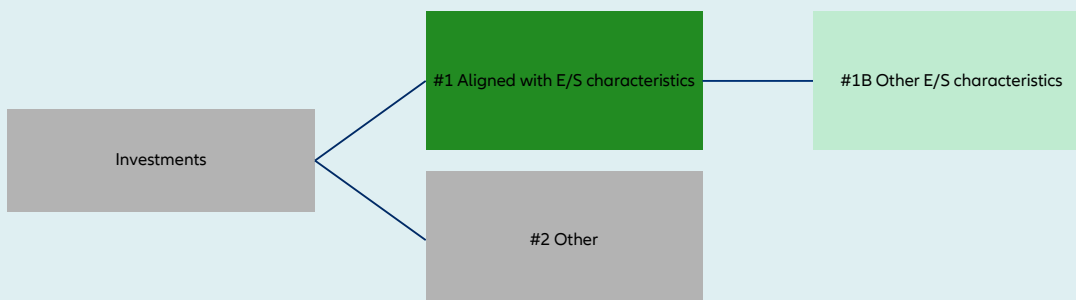 #1 Aligned with E/S characteristics
#1B Other E/S characteristics
Investments
#2 Other